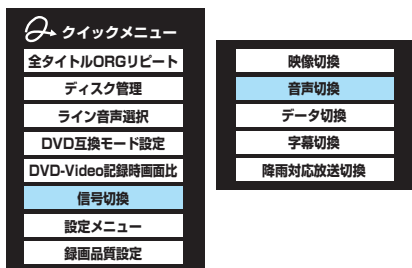 クイックメニュー
全タイトルORGリピート
ディスク管理
ライン音声選択
DVD互換モード設定
DVD-Video記録時画面比
信号切換
設定メニュー
録画品質設定
映像切換
音声切換
データ切換
字幕切換
降雨対応放送切換